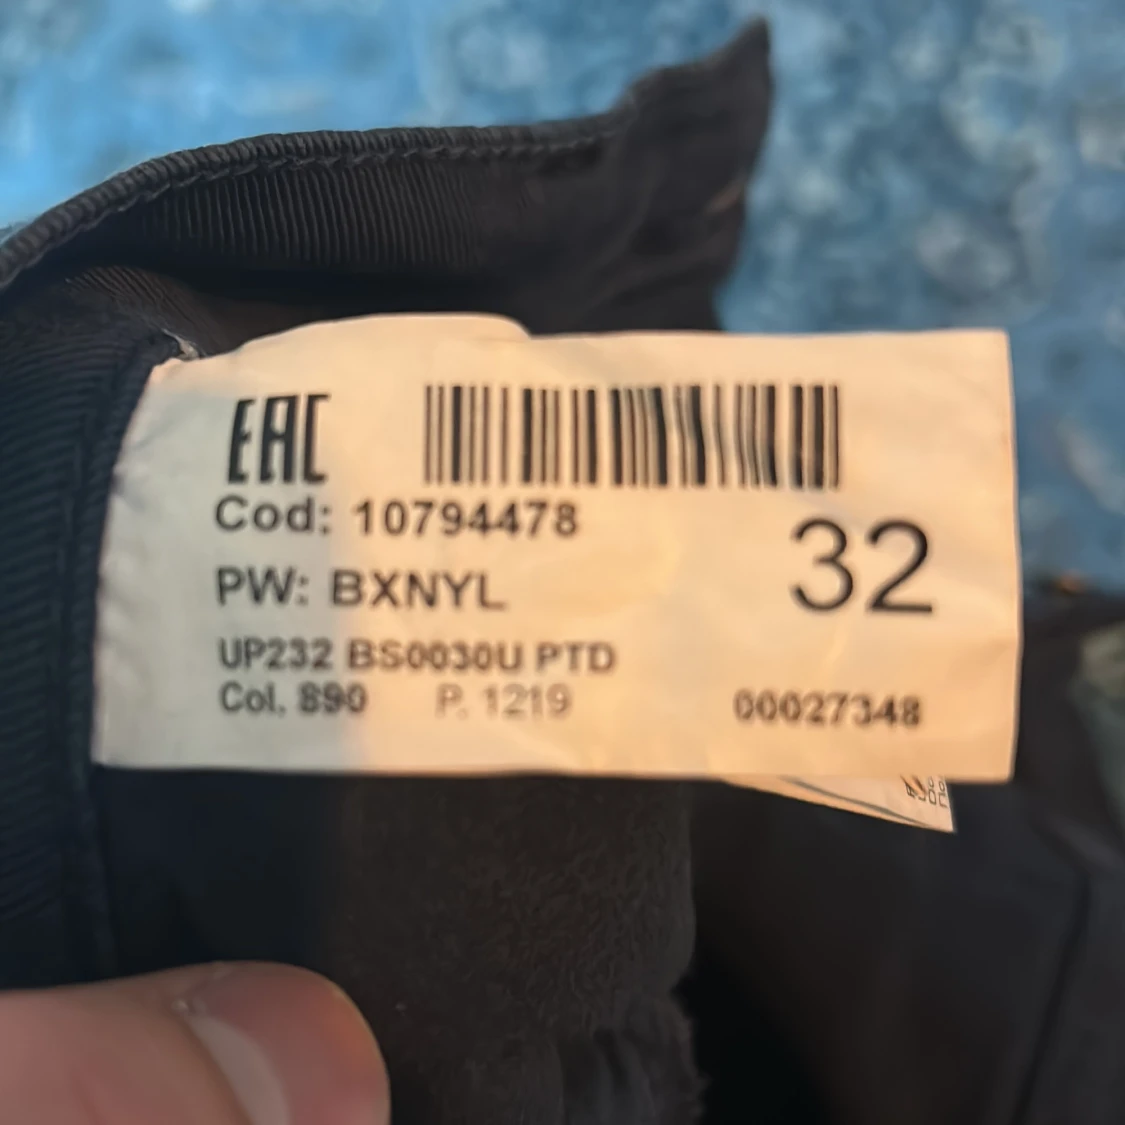 EAC
Cod: 10794478
32
PW: BXNYL
UP232 BS0030U PTD
Col. 890 P. 1219
00027348